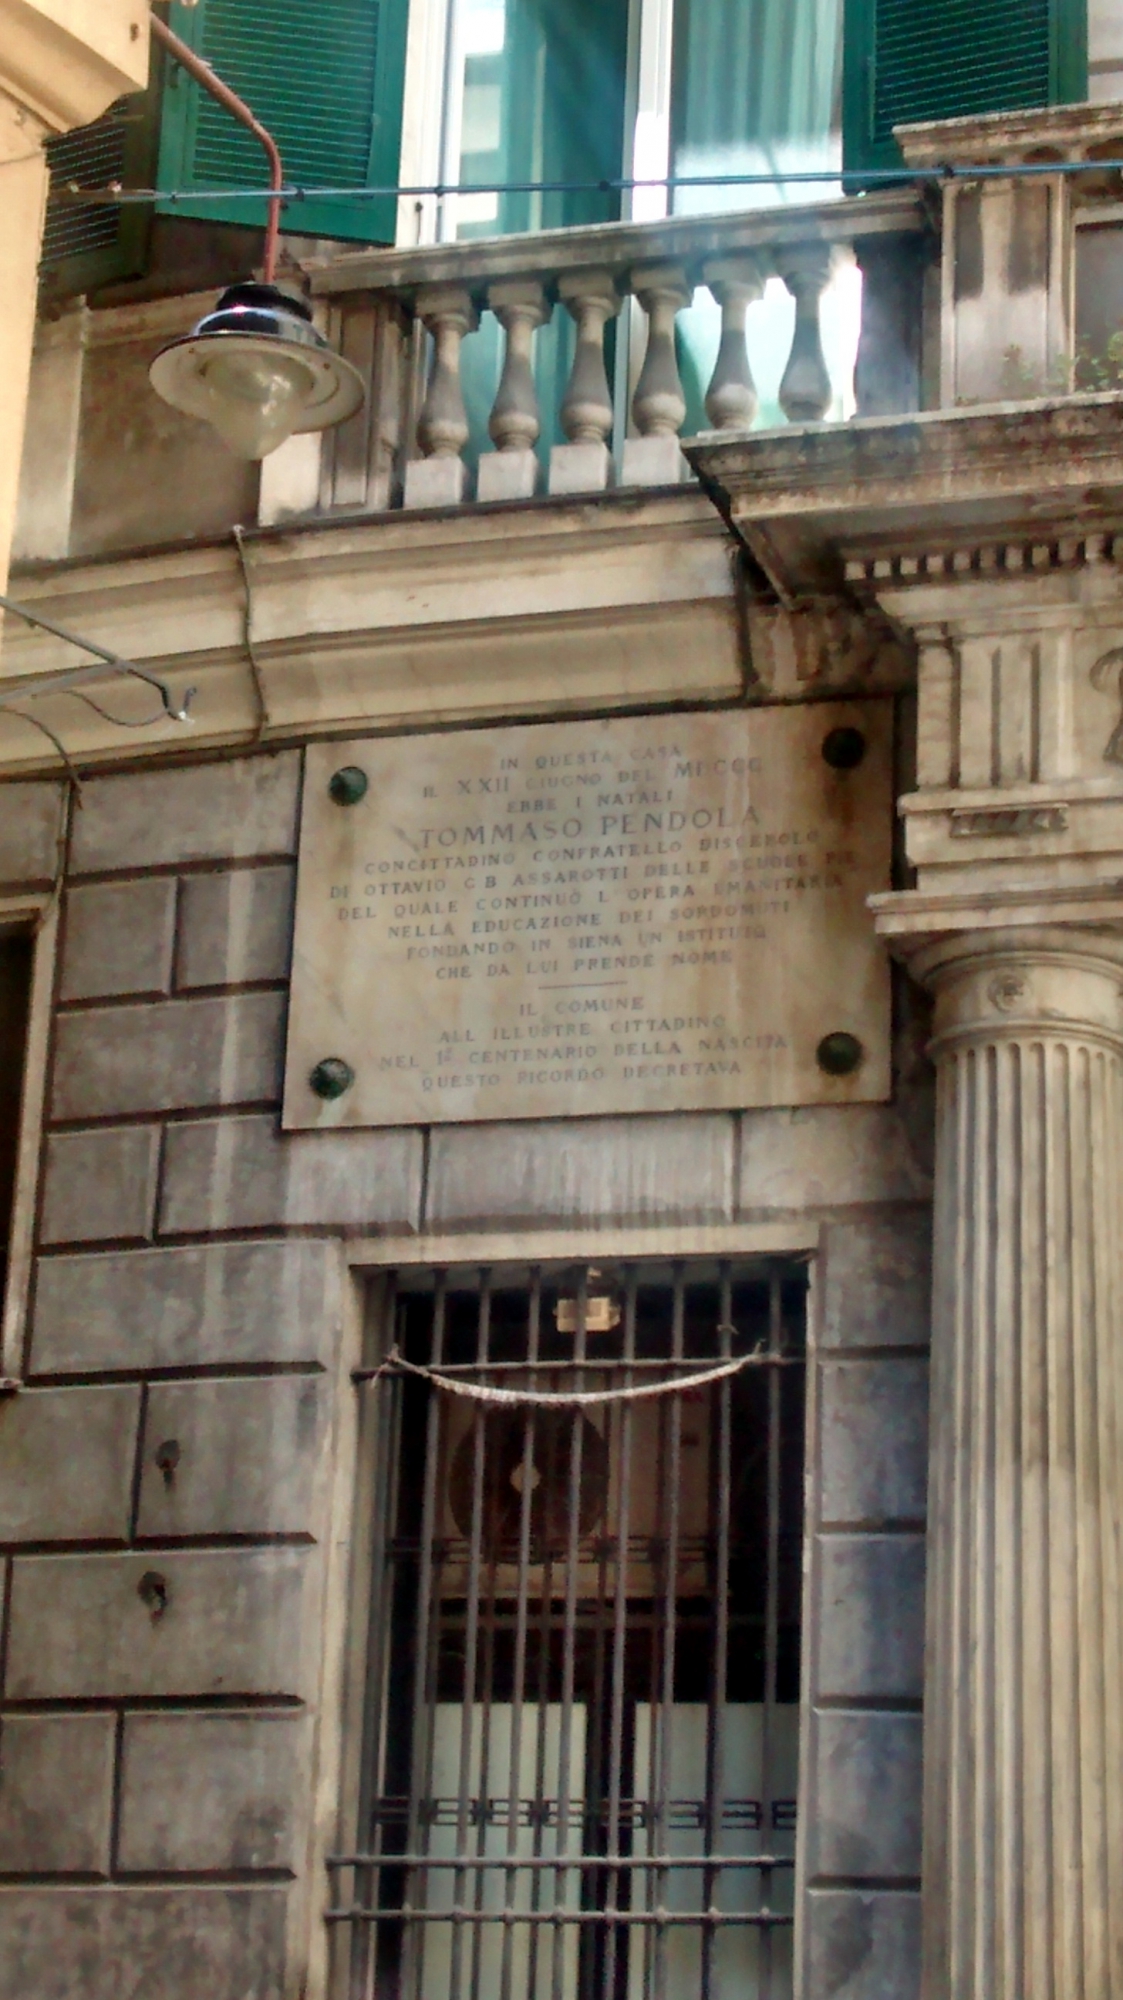 IN QUESTA CASA
IL XXII GIUGNO DEL MDCCC
EBBE I NATALI
TOMMASO PENDOLA
CONCITTADINO CONFRATELLO DISCEPOLO
DI OTTAVIO G B ASSAROTTI DELLE SCUOLE PIE
DEL QUALE CONTINUÒ L OPERA UMANITARIA
NELLA EDUCAZIONE DEI SORDOMUTI
FONDANDO IN SIENA UN ISTITUTO
CHE DA LUI PRENDE NOME
IL COMUNE
ALL ILLUSTRE CITTADINO
NEL 1º CENTENARIO DELLA NASCITA
QUESTO RICORDO DECRETAVA